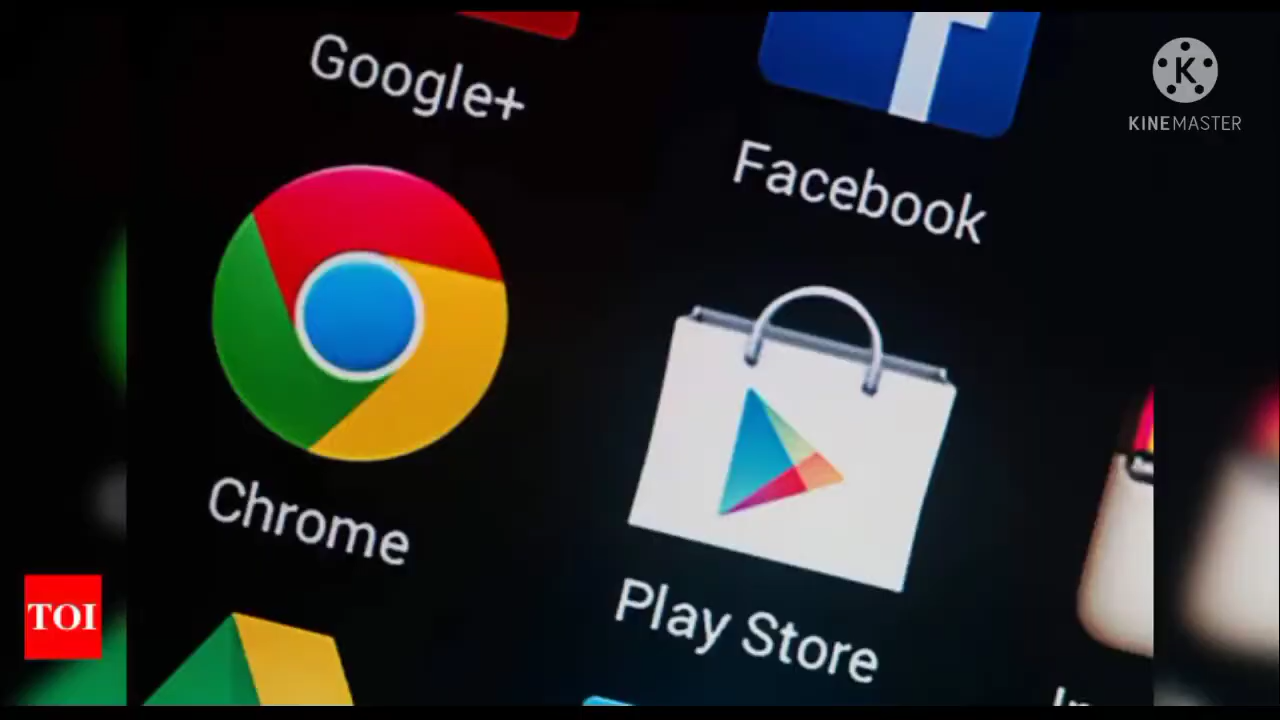 Google+
Facebook
K
KINEMASTER
Chrome
TOI
Play Store